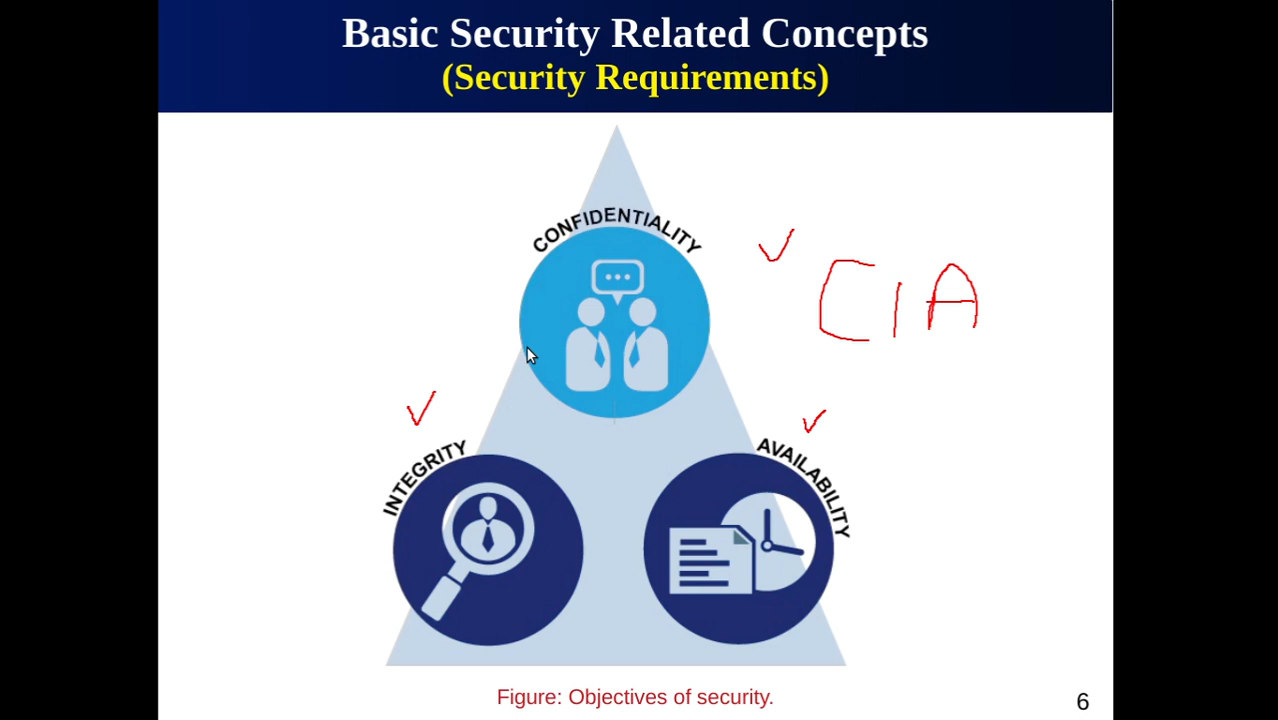 Basic Security Related Concepts
(Security Requirements)
CONFIDENTIALITY
CIA
INTEGRITY
AVAILABILITY
Figure: Objectives of security.
6